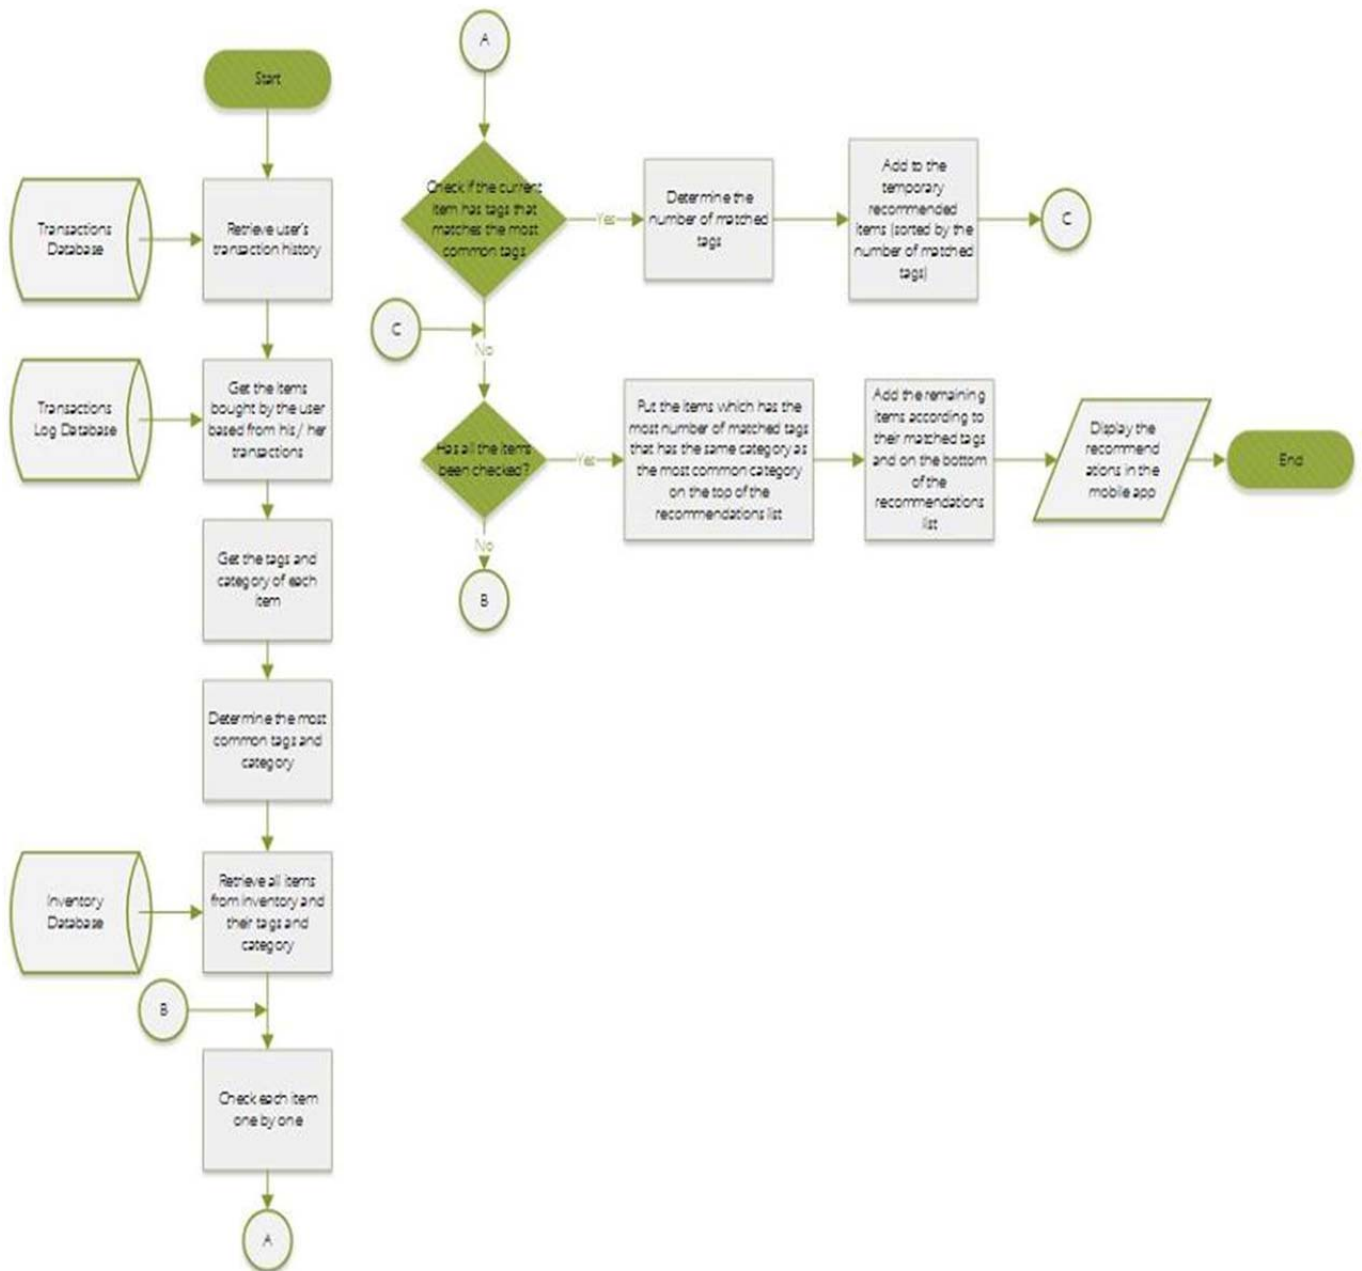 Start
Transactions
Database
Retrieve user's
transaction history
Transactions
Log Database
Get the items
bought by the user
based from his / her
transactions
Get the tags and
category of each
item
Determine the most
common tags and
category
Inventory
Database
Retrieve all items
from inventory and
their tags and
category
B
Check each item
one by one
A
A
Check if the current
item has tags that
matches the most
common tags
Yes
Determine the
number of matched
tags
Add to the
temporary
recommended
items (sorted by the
number of matched
tags)
C
C
No
Has all the items
been checked?
Yes
Put the items which has the
most number of matched tags
that has the same category as
the most common category
on the top of the
recommendations list
Add the remaining
items according to
their matched tags
and on the bottom
of the
recommendations
list
Display the
recommend
ations in the
mobile app
End
No
B